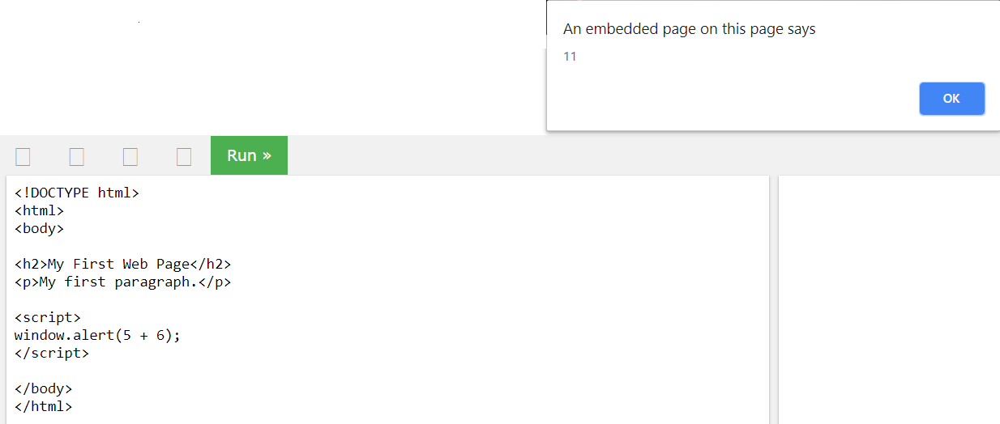 An embedded page on this page says
11
OK
Run »
<!DOCTYPE html>
<html>
<body>
<h2>My First Web Page</h2>
<p>My first paragraph.</p>
<script>
window.alert(5 + 6);
</script>
</body>
</html>